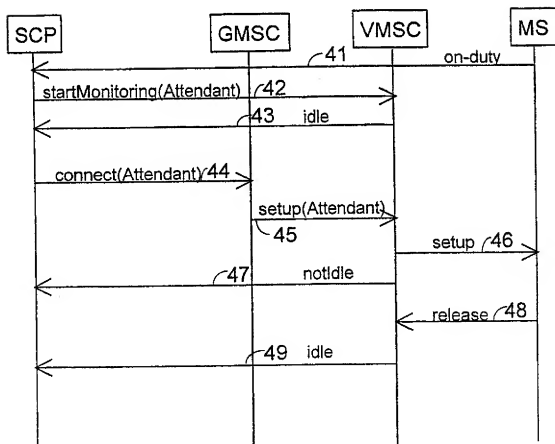 SCP GMSC VMSC MS
41 on-duty
startMonitoring(Attendant) 42
43 idle
connect(Attendant) 44
setup(Attendant)
45
setup 46
47 notIdle
release 48
49 idle